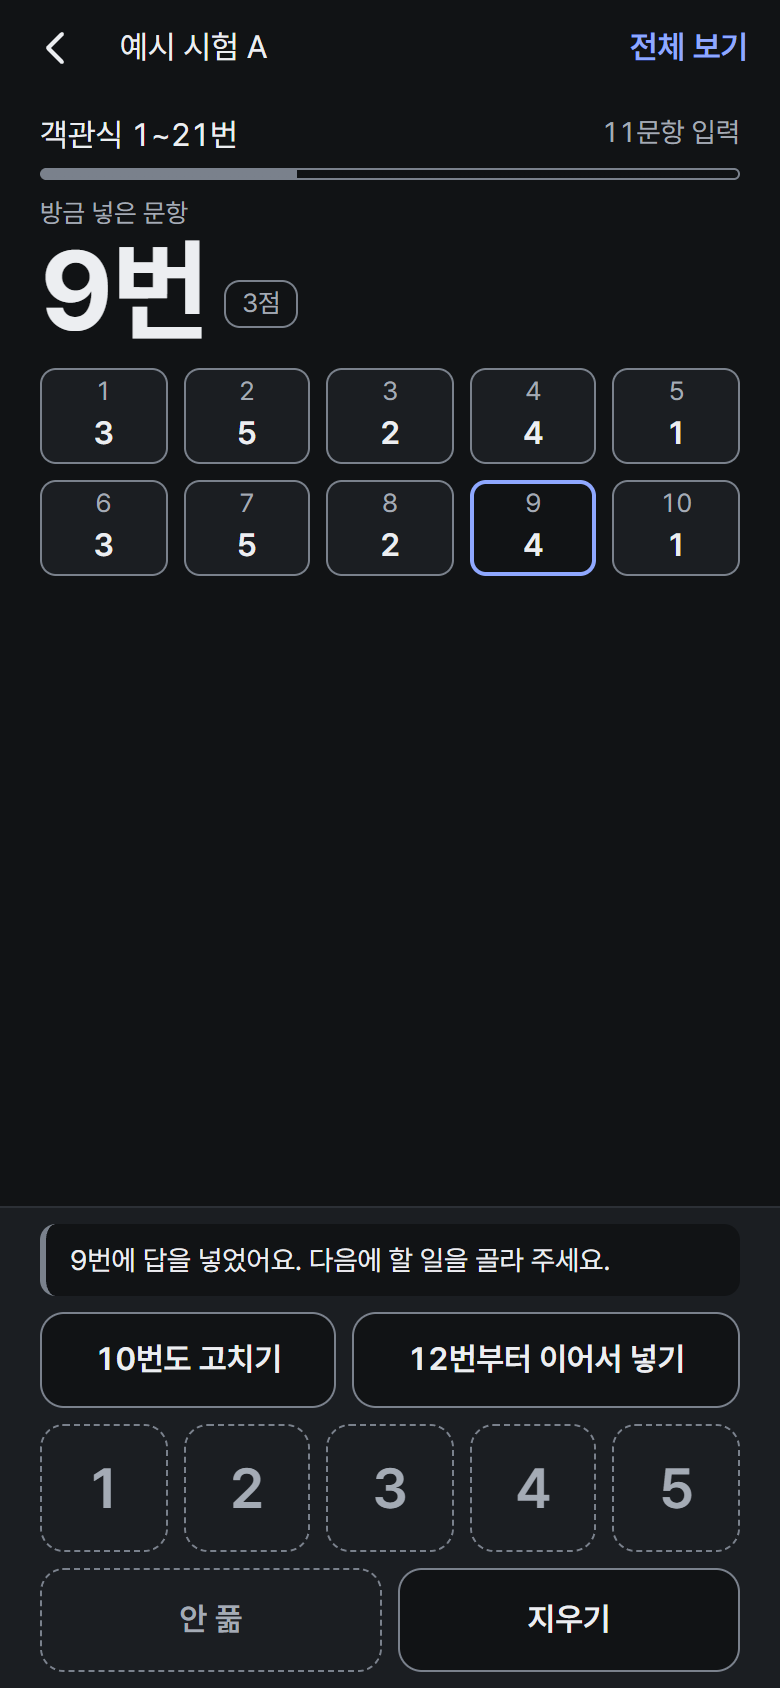 예시 시험 A 전체 보기
객관식 1~21번 11문항 입력
방금 넣은 문항
9번 3점
1 2 3 4 5
3 5 2 4 1
6 7 8 9 10
3 5 2 4 1
9번에 답을 넣었어요. 다음에 할 일을 골라 주세요.
10번도 고치기 12번부터 이어서 넣기
1 2 3 4 5
안 풂 지우기